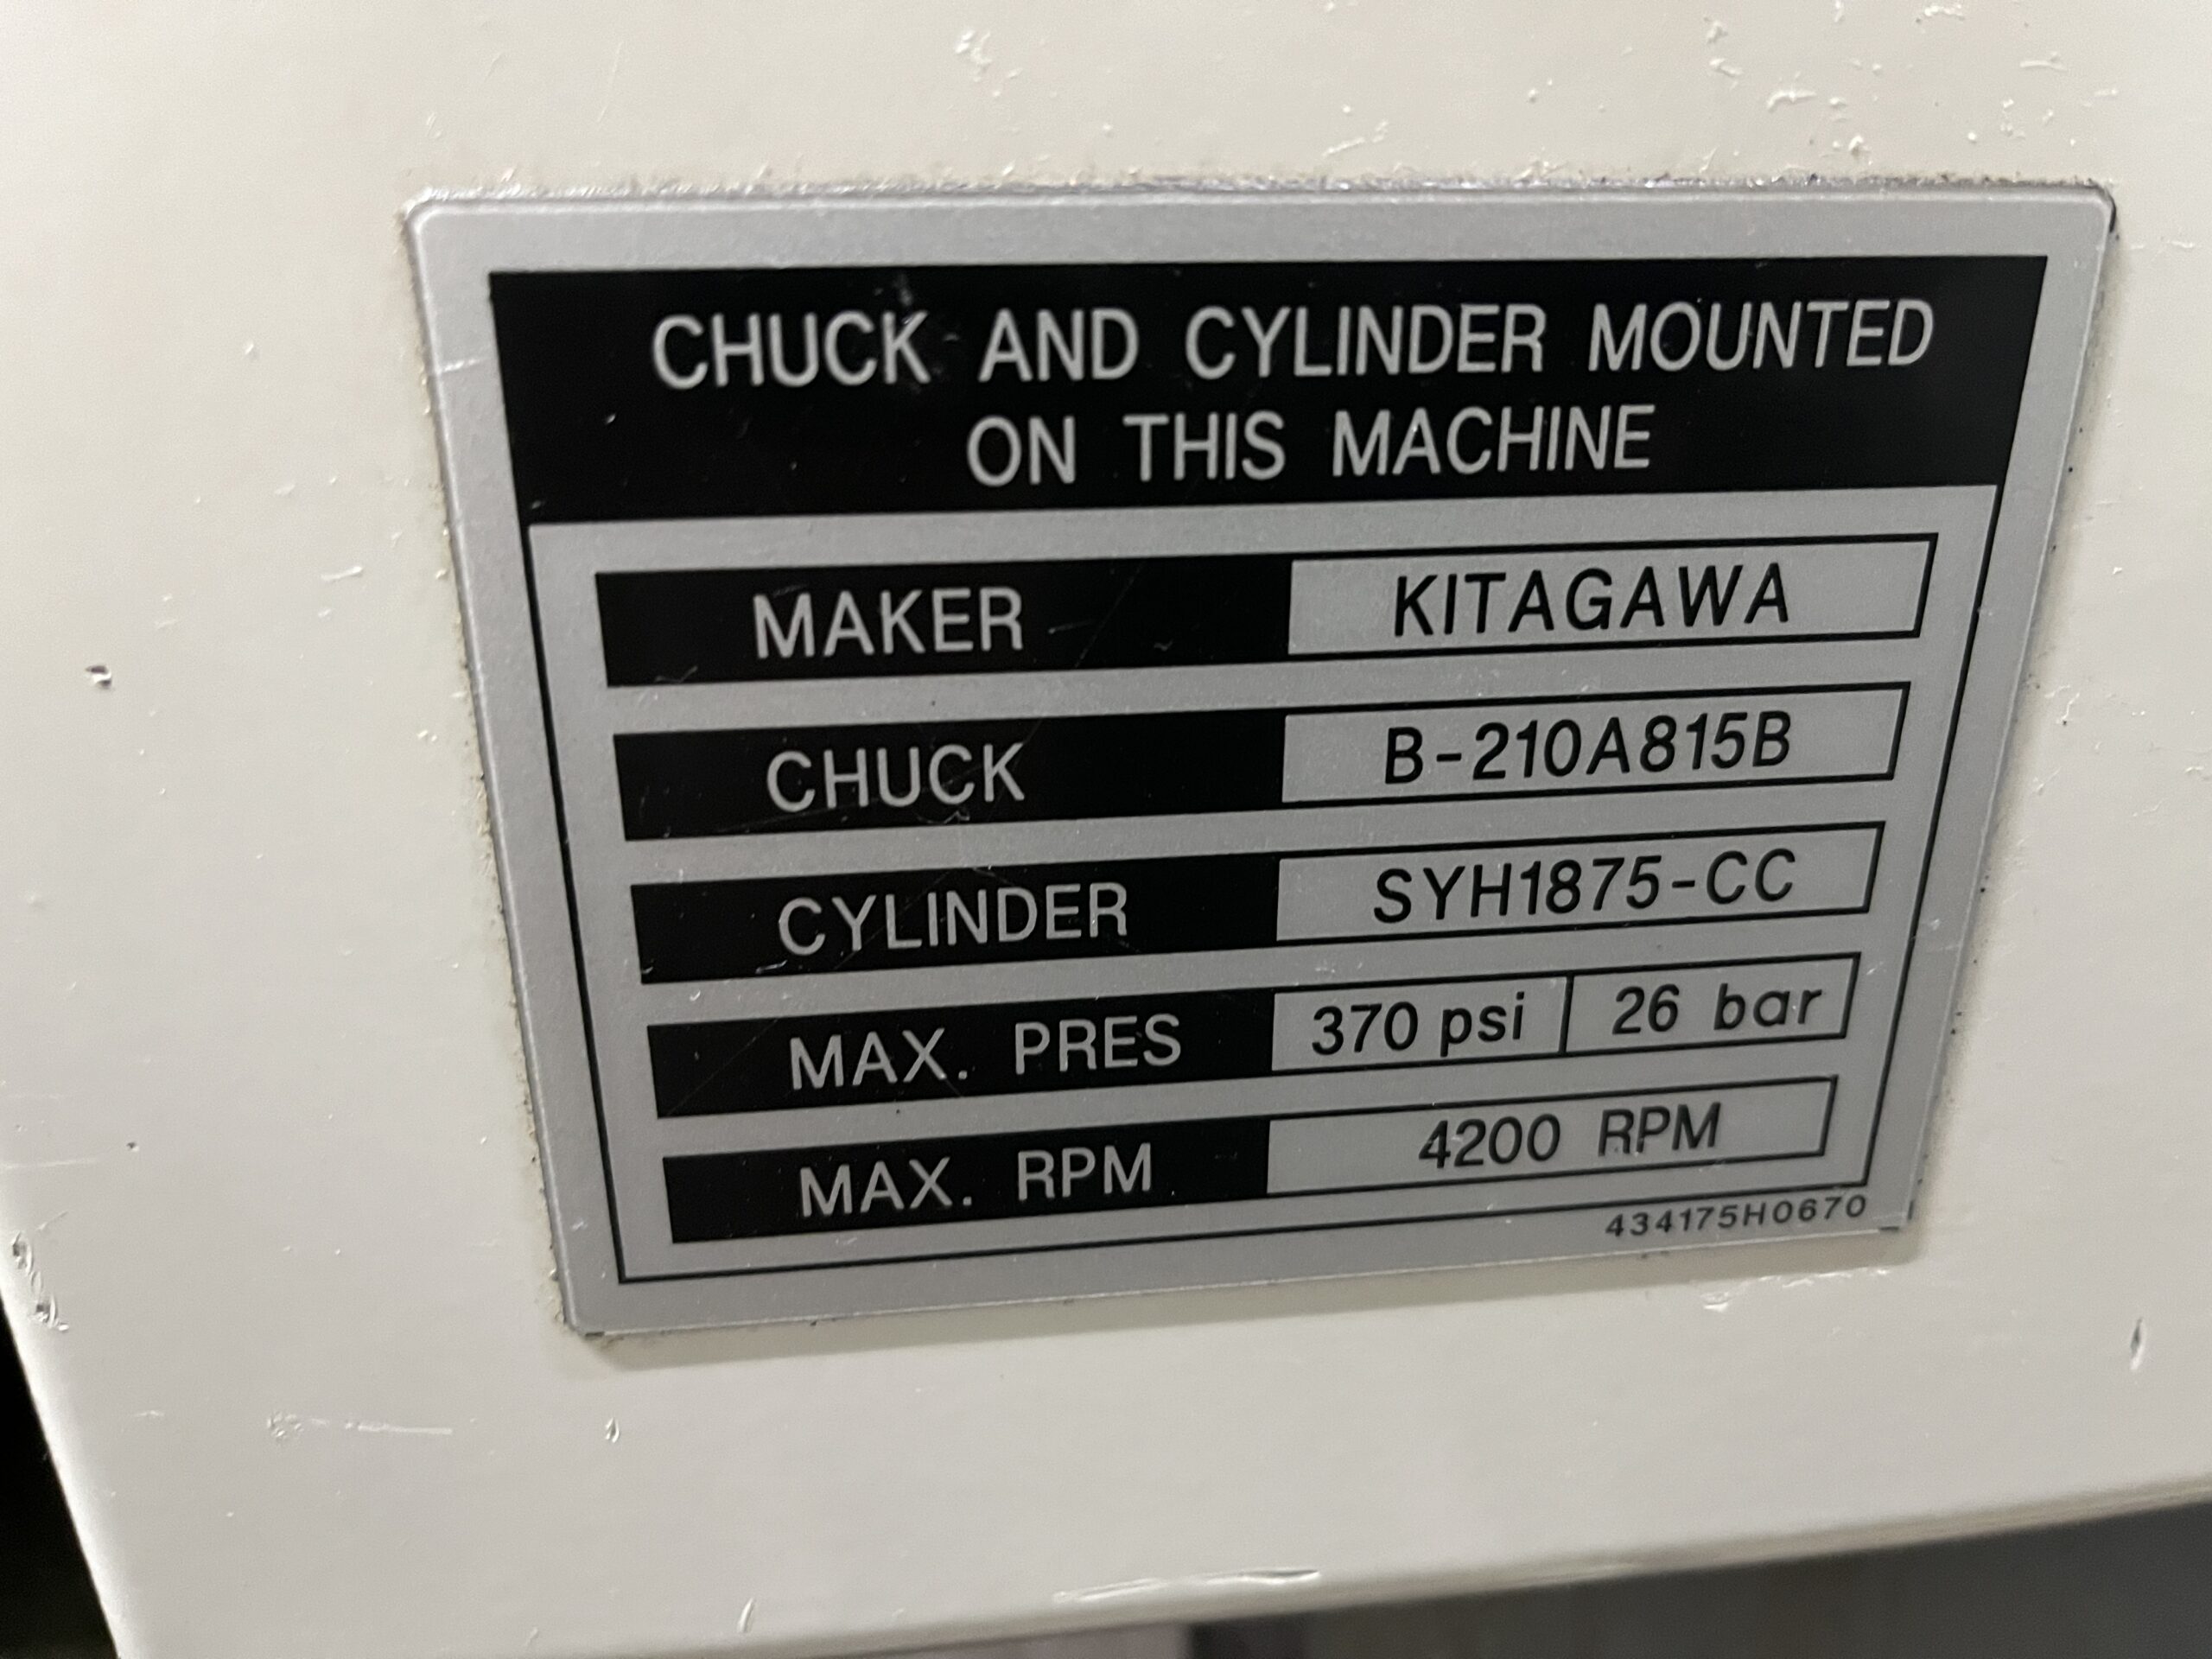 CHUCK AND CYLINDER MOUNTED
ON THIS MACHINE
MAKER KITAGAWA
CHUCK B-210A815B
CYLINDER SYH1875-CC
MAX. PRES 370 psi 26 bar
MAX. RPM 4200 RPM
434175H0670